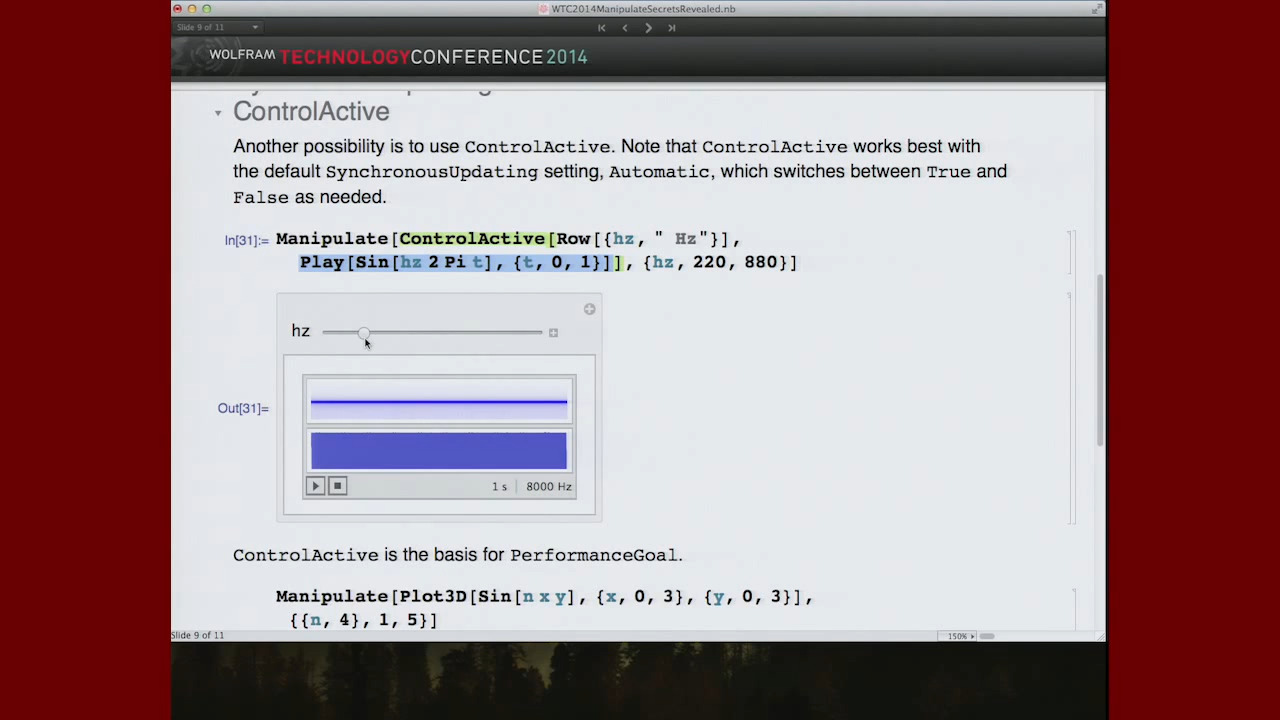 WTC2014ManipulateSecretsRevealed.nb
Slide 9 of 11
WOLFRAM TECHNOLOGYCONFERENCE2014
ControlActive
Another possibility is to use ControlActive. Note that ControlActive works best with
the default SynchronousUpdating setting, Automatic, which switches between True and
False as needed.
In[31]:= Manipulate[ControlActive[Row[{hz, " Hz"}],
Play[Sin[hz 2 Pi t], {t, 0, 1}]], {hz, 220, 880}]
hz
Out[31]=
1 s 8000 Hz
ControlActive is the basis for PerformanceGoal.
Manipulate[Plot3D[Sin[n x y], {x, 0, 3}, {y, 0, 3}],
{{n, 4}, 1, 5}]
Slide 9 of 11
150%